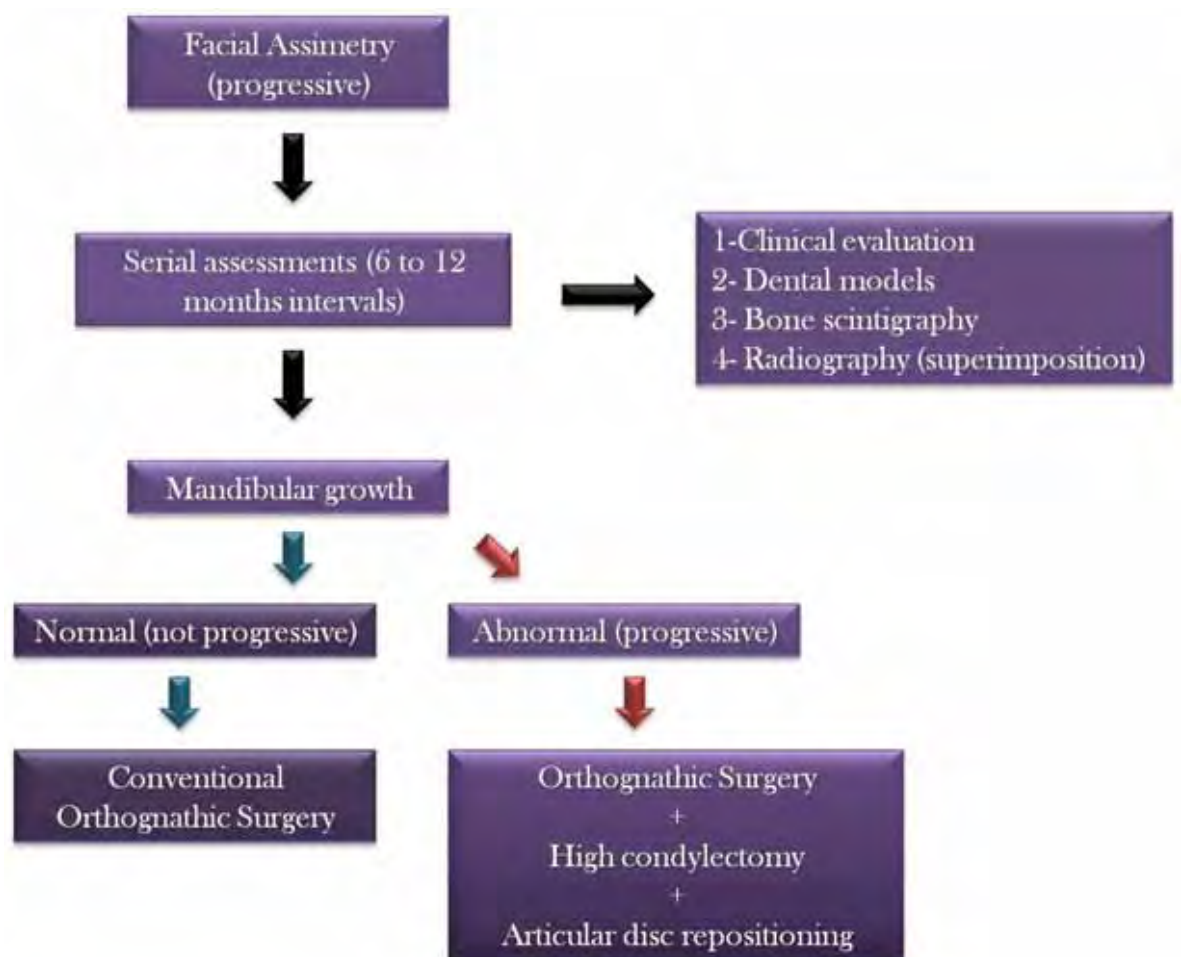 Facial Assimetry
(progressive)
Serial assessments (6 to 12
months intervals)
1-Clinical evaluation
2- Dental models
3- Bone scintigraphy
4- Radiography (superimposition)
Mandibular growth
Normal (not progressive)
Abnormal (progressive)
Conventional
Orthognathic Surgery
Orthognathic Surgery
+
High condylectomy
+
Articular disc repositioning